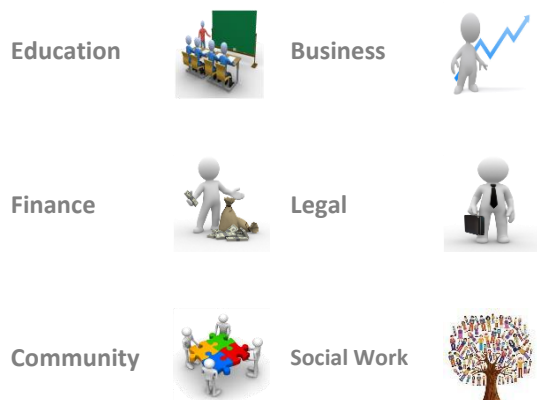 Education
Business
Finance
Legal
Community
Social Work